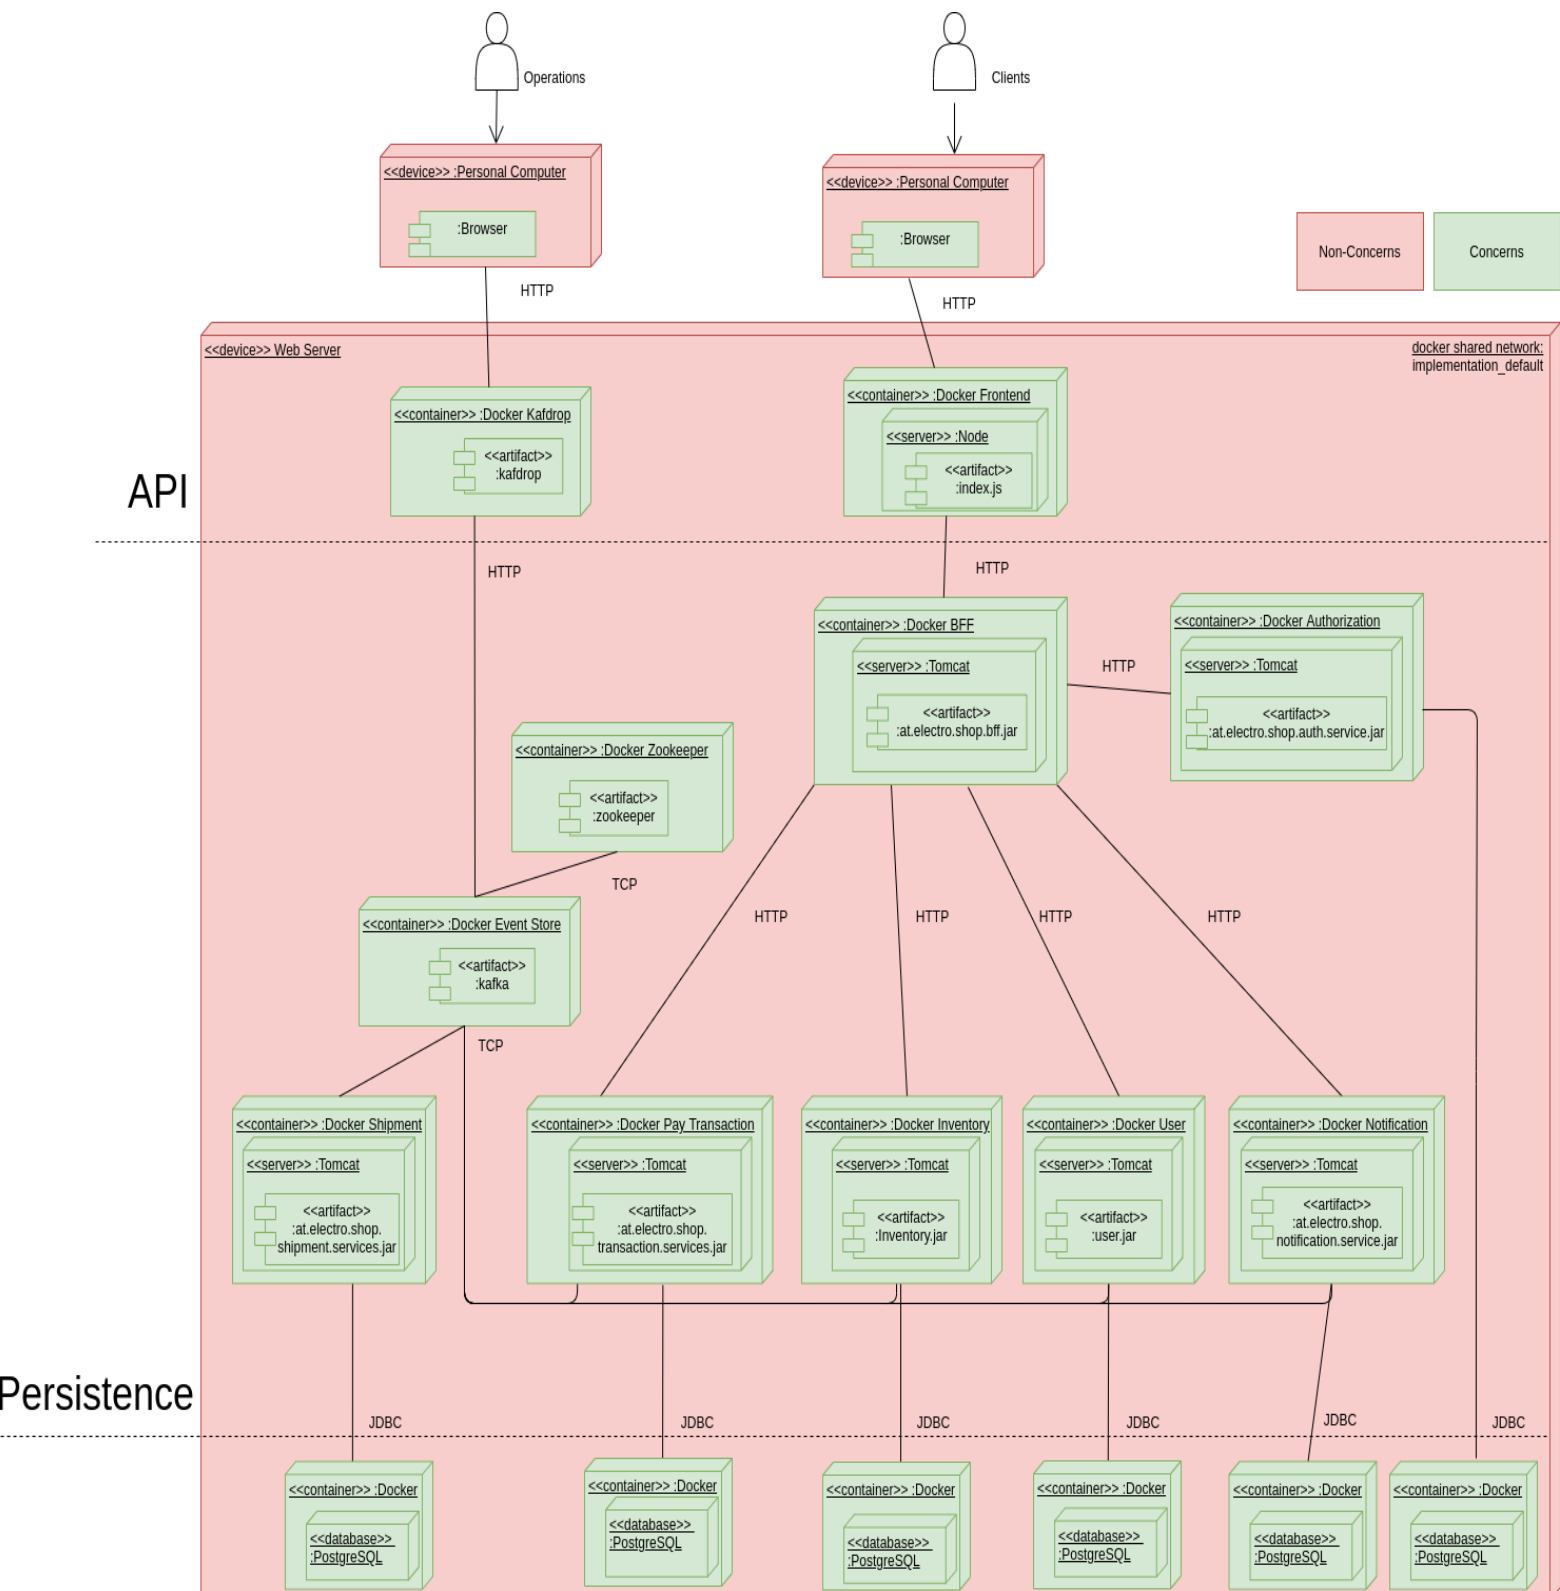 Operations
Clients
<<device>> :Personal Computer
:Browser
<<device>> :Personal Computer
:Browser
Non-Concerns
Concerns
HTTP
HTTP
<<device>> Web Server
docker shared network:
implementation_default
<<container>> :Docker Kafdrop
<<artifact>>
:kafdrop
<<container>> :Docker Frontend
<<server>> :Node
<<artifact>>
:index.js
API
HTTP
HTTP
<<container>> :Docker BFF
<<server>> :Tomcat
<<artifact>>
:at.electro.shop.bff.jar
HTTP
<<container>> :Docker Authorization
<<server>> :Tomcat
<<artifact>>
:at.electro.shop.auth.service.jar
<<container>> :Docker Zookeeper
<<artifact>>
:zookeeper
TCP
<<container>> :Docker Event Store
<<artifact>>
:kafka
TCP
HTTP
HTTP
HTTP
HTTP
<<container>> :Docker Shipment
<<server>> :Tomcat
<<artifact>>
:at.electro.shop.
shipment.services.jar
<<container>> :Docker Pay Transaction
<<server>> :Tomcat
<<artifact>>
:at.electro.shop.
transaction.services.jar
<<container>> :Docker Inventory
<<server>> :Tomcat
<<artifact>>
:Inventory.jar
<<container>> :Docker User
<<server>> :Tomcat
<<artifact>>
:user.jar
<<container>> :Docker Notification
<<server>> :Tomcat
<<artifact>>
:at.electro.shop.
notification.service.jar
Persistence
JDBC
JDBC
JDBC
JDBC
JDBC
JDBC
<<container>> :Docker
<<database>>
:PostgreSQL
<<container>> :Docker
<<database>>
:PostgreSQL
<<container>> :Docker
<<database>>
:PostgreSQL
<<container>> :Docker
<<database>>
:PostgreSQL
<<container>> :Docker
<<database>>
:PostgreSQL
<<container>> :Docker
<<database>>
:PostgreSQL